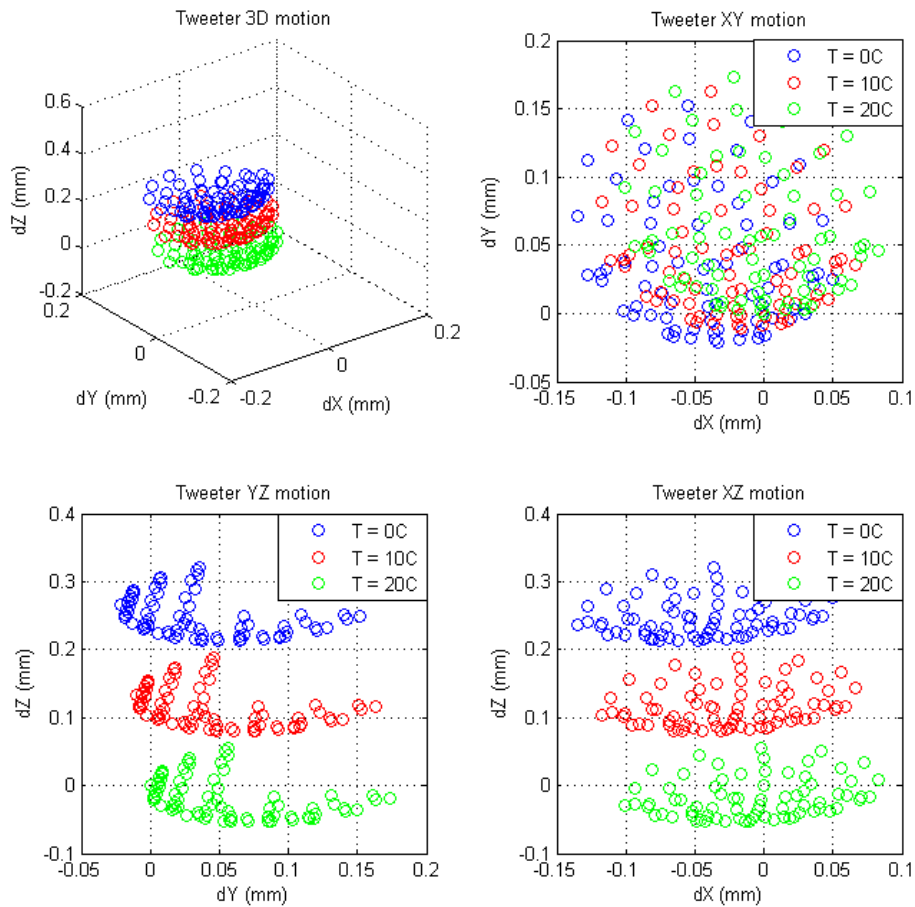 Tweeter 3D motion
0.6
0.4
0.2
0
-0.2
dZ (mm)
0.2
0
-0.2
dY (mm)
-0.2
0
0.2
dX (mm)
Tweeter XY motion
T = 0C
T = 10C
T = 20C
0.2
0.15
0.1
0.05
0
-0.05
dY (mm)
-0.15
-0.1
-0.05
0
0.05
0.1
dX (mm)
Tweeter YZ motion
T = 0C
T = 10C
T = 20C
0.4
0.3
0.2
0.1
0
-0.1
dZ (mm)
-0.05
0
0.05
0.1
0.15
0.2
dY (mm)
Tweeter XZ motion
T = 0C
T = 10C
T = 20C
0.4
0.3
0.2
0.1
0
-0.1
dZ (mm)
-0.15
-0.1
-0.05
0
0.05
0.1
dX (mm)